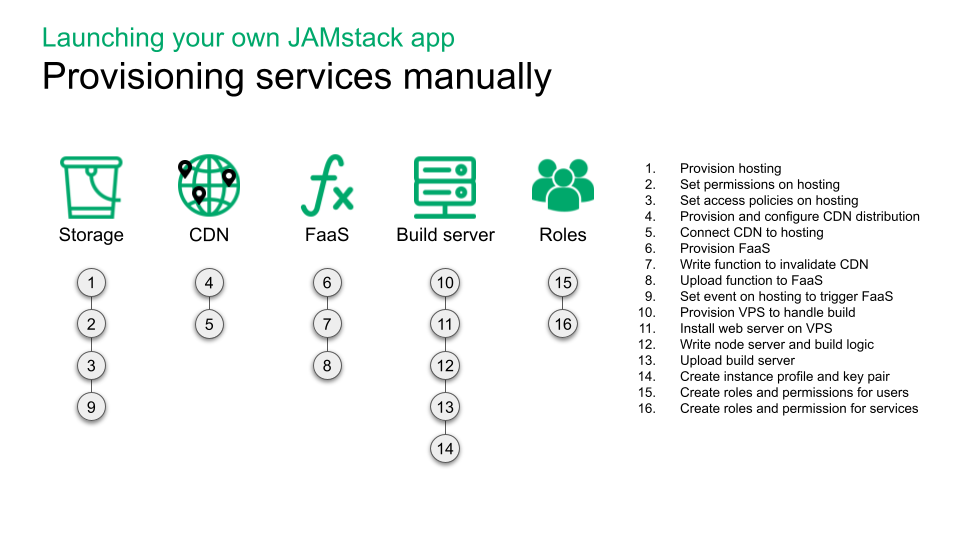 Launching your own JAMstack app
Provisioning services manually
Storage
CDN
FaaS
Build server
Roles
1
2
3
9
4
5
6
7
8
10
11
12
13
14
15
16
1. Provision hosting
2. Set permissions on hosting
3. Set access policies on hosting
4. Provision and configure CDN distribution
5. Connect CDN to hosting
6. Provision FaaS
7. Write function to invalidate CDN
8. Upload function to FaaS
9. Set event on hosting to trigger FaaS
10. Provision VPS to handle build
11. Install web server on VPS
12. Write node server and build logic
13. Upload build server
14. Create instance profile and key pair
15. Create roles and permissions for users
16. Create roles and permission for services